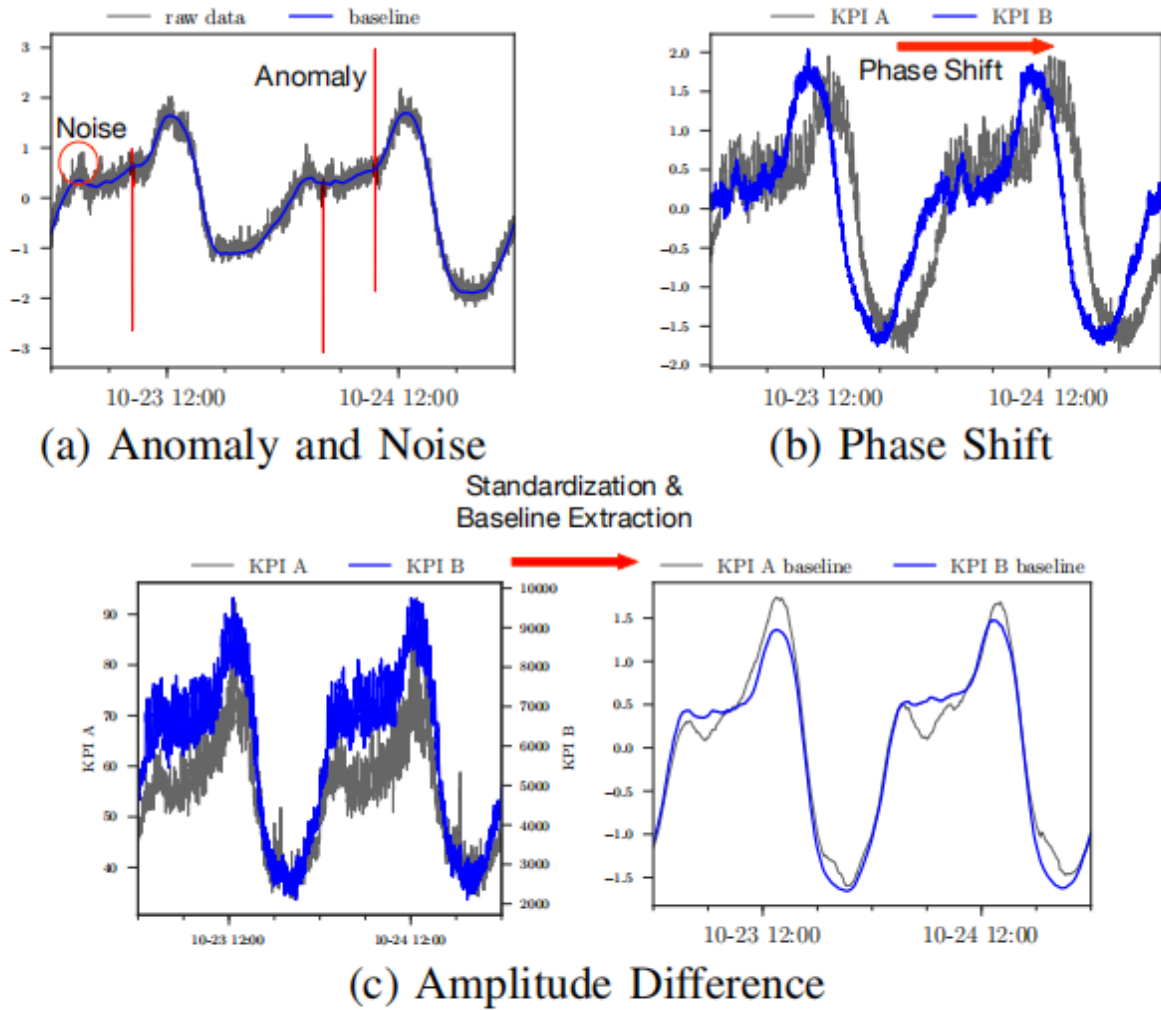 raw data baseline
3
2
1
0
−1
−2
−3
Noise
Anomaly
10-23 12:00 10-24 12:00
(a) Anomaly and Noise
KPI A KPI B
2.0
1.5
1.0
0.5
0.0
−0.5
−1.0
−1.5
−2.0
Phase Shift
10-23 12:00 10-24 12:00
(b) Phase Shift
Standardization &
Baseline Extraction
KPI A KPI B
90
80
70
60
50
40
KPI A
10000
9000
8000
7000
6000
5000
4000
3000
2000
KPI B
10-23 12:00 10-24 12:00
KPI A baseline KPI B baseline
1.5
1.0
0.5
0.0
−0.5
−1.0
−1.5
10-23 12:00 10-24 12:00
(c) Amplitude Difference